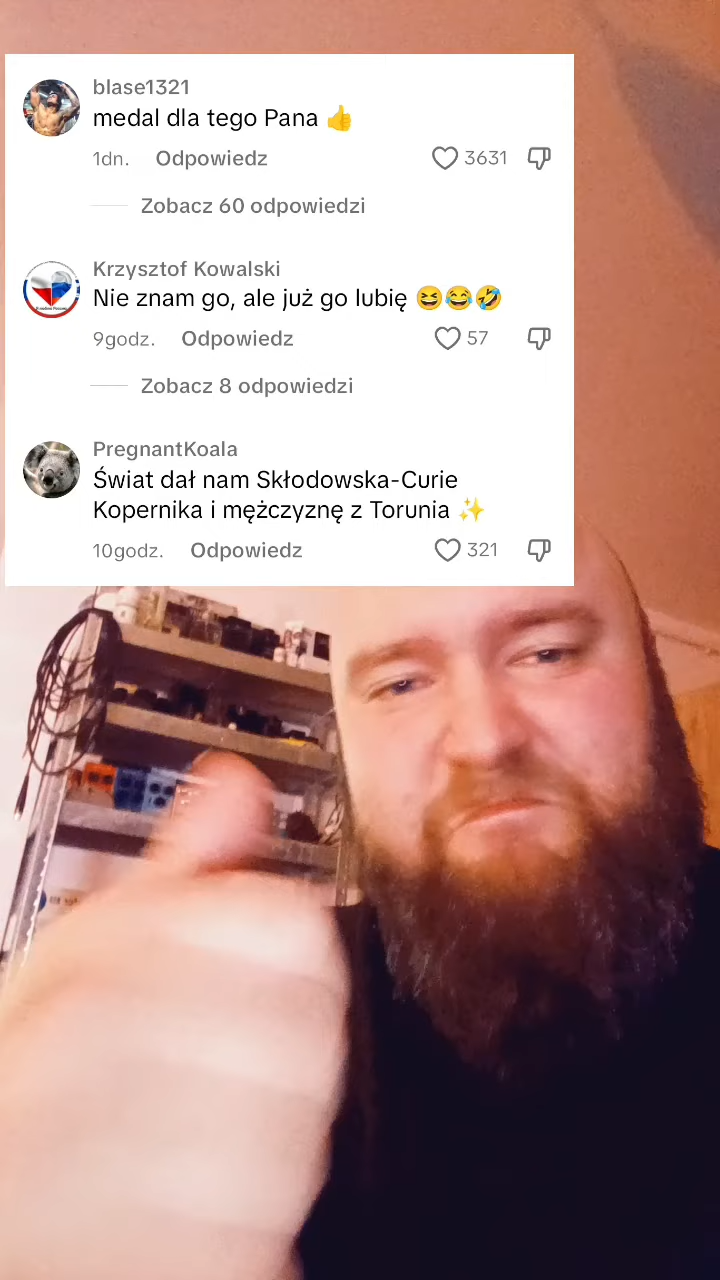 blase1321
medal dla tego Pana 👍
1dn. Odpowiedz 3631
Zobacz 60 odpowiedzi
Krzysztof Kowalski
Nie znam go, ale już go lubię 😆😂🤣
9godz. Odpowiedz 57
Zobacz 8 odpowiedzi
PregnantKoala
Świat dał nam Skłodowska-Curie
Kopernika i mężczyznę z Torunia ✨
10godz. Odpowiedz 321